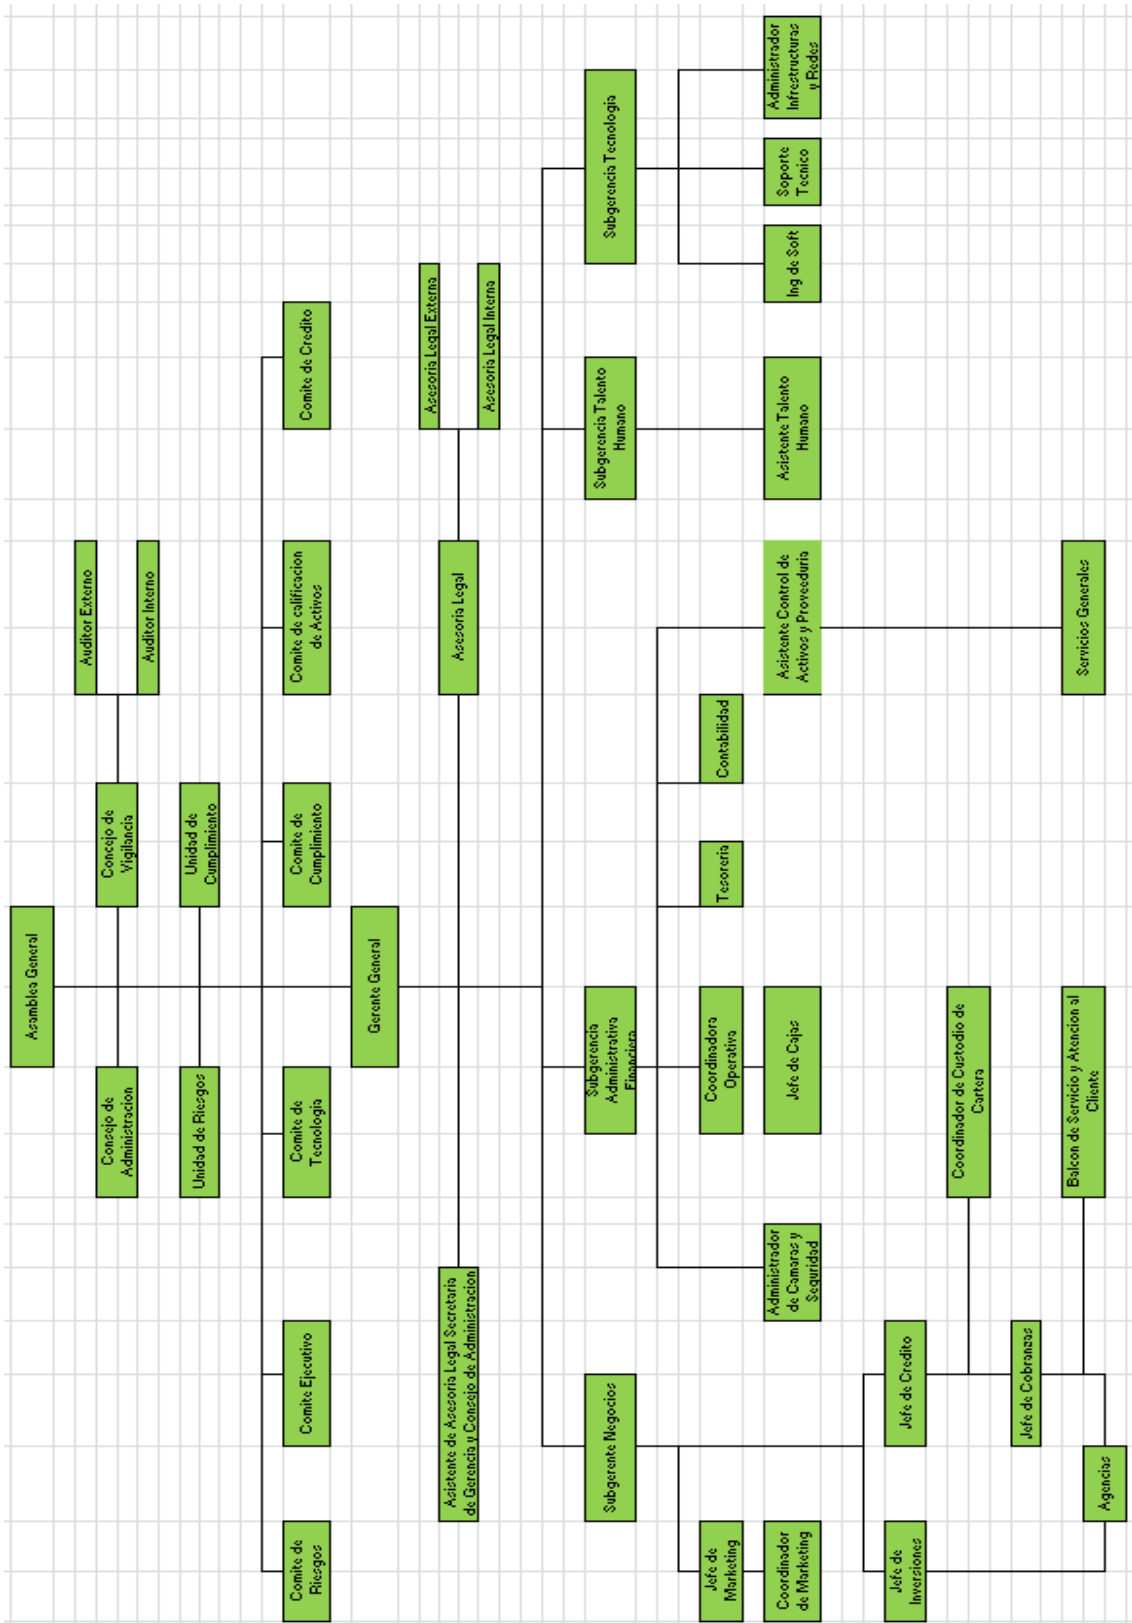 Asamblea General
Auditor Externo
Concejo de
Vigilancia
Consejo de
Administracion
Auditor Interno
Unidad de Riesgos
Unidad de
Cumplimiento
Comite de
Riesgos
Comite Ejecutivo
Comite de
Tecnologia
Comite de
Cumplimiento
Comite de calificacion
de Activos
Comite de Credito
Gerente General
Asistente de Asesoria Legal Secretaria
de Gerencia y Consejo de Administracion
Asesoria Legal
Asesoria Legal Externa
Asesoria Legal Interna
Subgerente Negocios
Subgerencia
Administrativa
Financiera
Subgerencia Talento
Humano
Subgerencia Tecnologia
Jefe de
Marketing
Coordinadora
Operativa
Tesoreria
Contabilidad
Coordinador
de Marketing
Administrador
de Camaras y
Seguridad
Jefe de Cajas
Asistente Control de
Activos y Proveeduria
Asistente Talento
Humano
Ing de Soft
Soporte
Tecnico
Administrador
Infrestructuras
y Redes
Jefe de
Inversiones
Jefe de Credito
Coordinador de Custodio de
Cartera
Jefe de Cobranzas
Agencias
Balcon de Servicio y Atencion al
Cliente
Servicios Generales